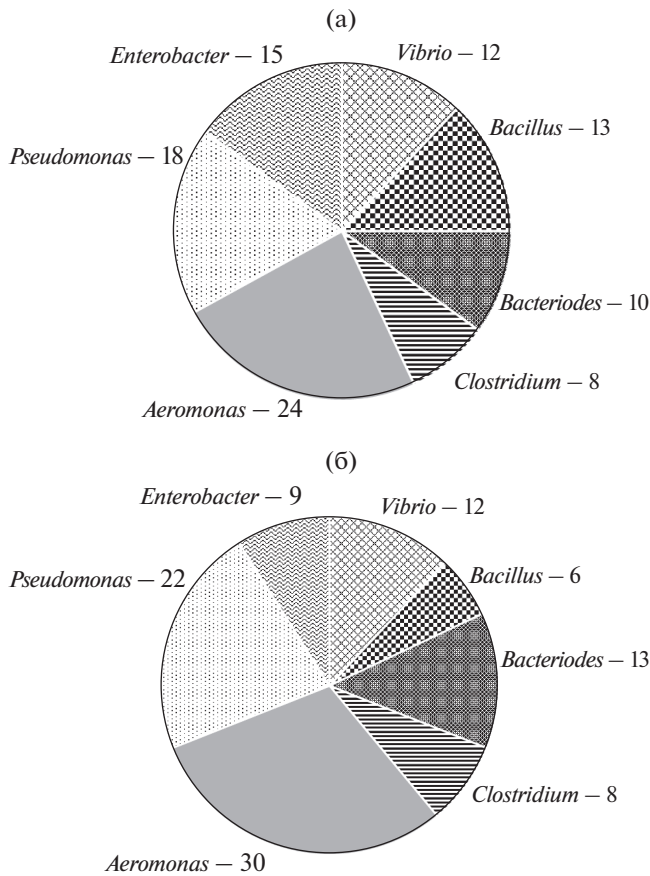 (а)
Enterobacter – 15
Vibrio – 12
Bacillus – 13
Pseudomonas – 18
Bacteriodes – 10
Clostridium – 8
Aeromonas – 24
(б)
Enterobacter – 9
Vibrio – 12
Pseudomonas – 22
Bacillus – 6
Bacteriodes – 13
Clostridium – 8
Aeromonas – 30